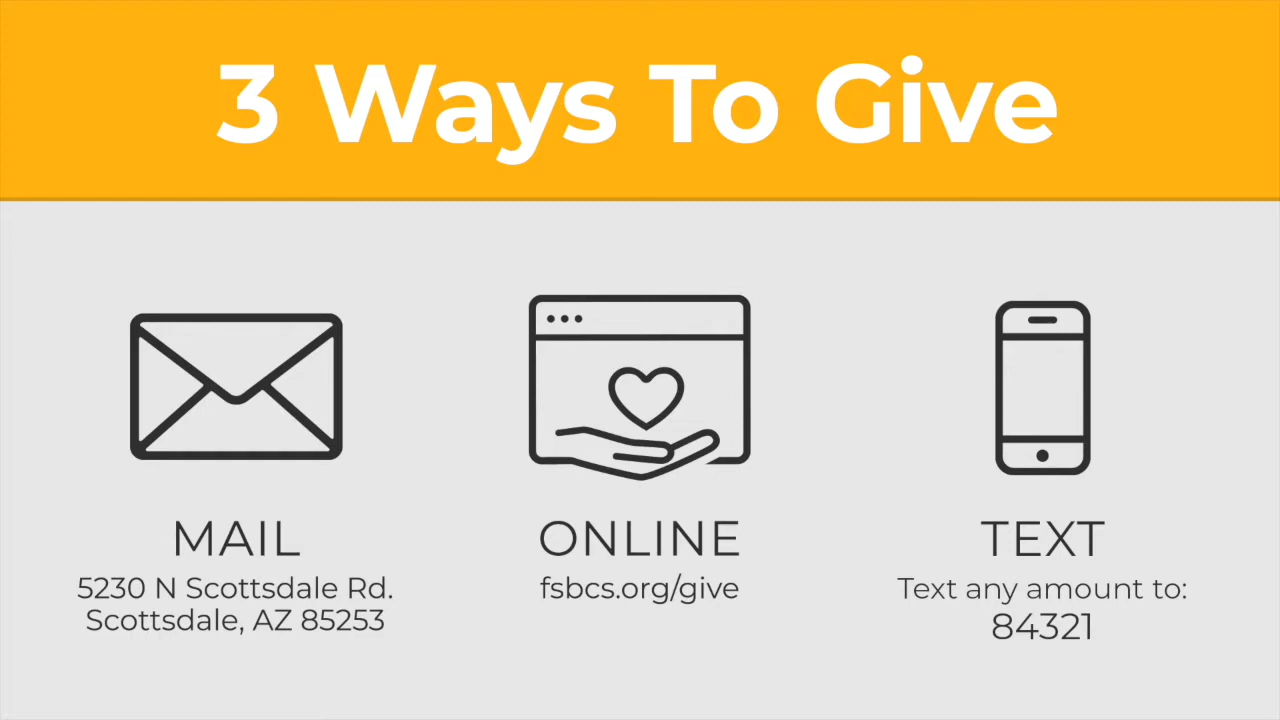 3 Ways To Give
MAIL
5230 N Scottsdale Rd.
Scottsdale, AZ 85253
ONLINE
fsbcs.org/give
TEXT
Text any amount to:
84321